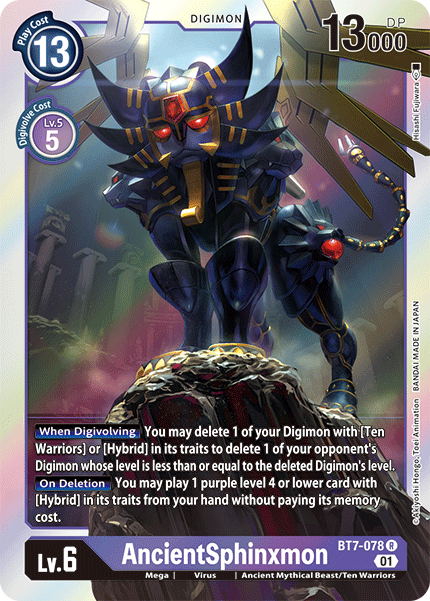 DIGIMON
Play Cost
13
DP
13000
Digivolve Cost
Lv.5
5
Hisashi Fujiwara
©Akiyoshi Hongo, Toei Animation BANDAI MADE IN JAPAN
When Digivolving You may delete 1 of your Digimon with [Ten
Warriors] or [Hybrid] in its traits to delete 1 of your opponent's
Digimon whose level is less than or equal to the deleted Digimon's level.
On Deletion You may play 1 purple level 4 or lower card with
[Hybrid] in its traits from your hand without paying its memory
cost.
Lv.6
AncientSphinxmon
BT7-078 R
01
Mega | Virus | Ancient Mythical Beast/Ten Warriors